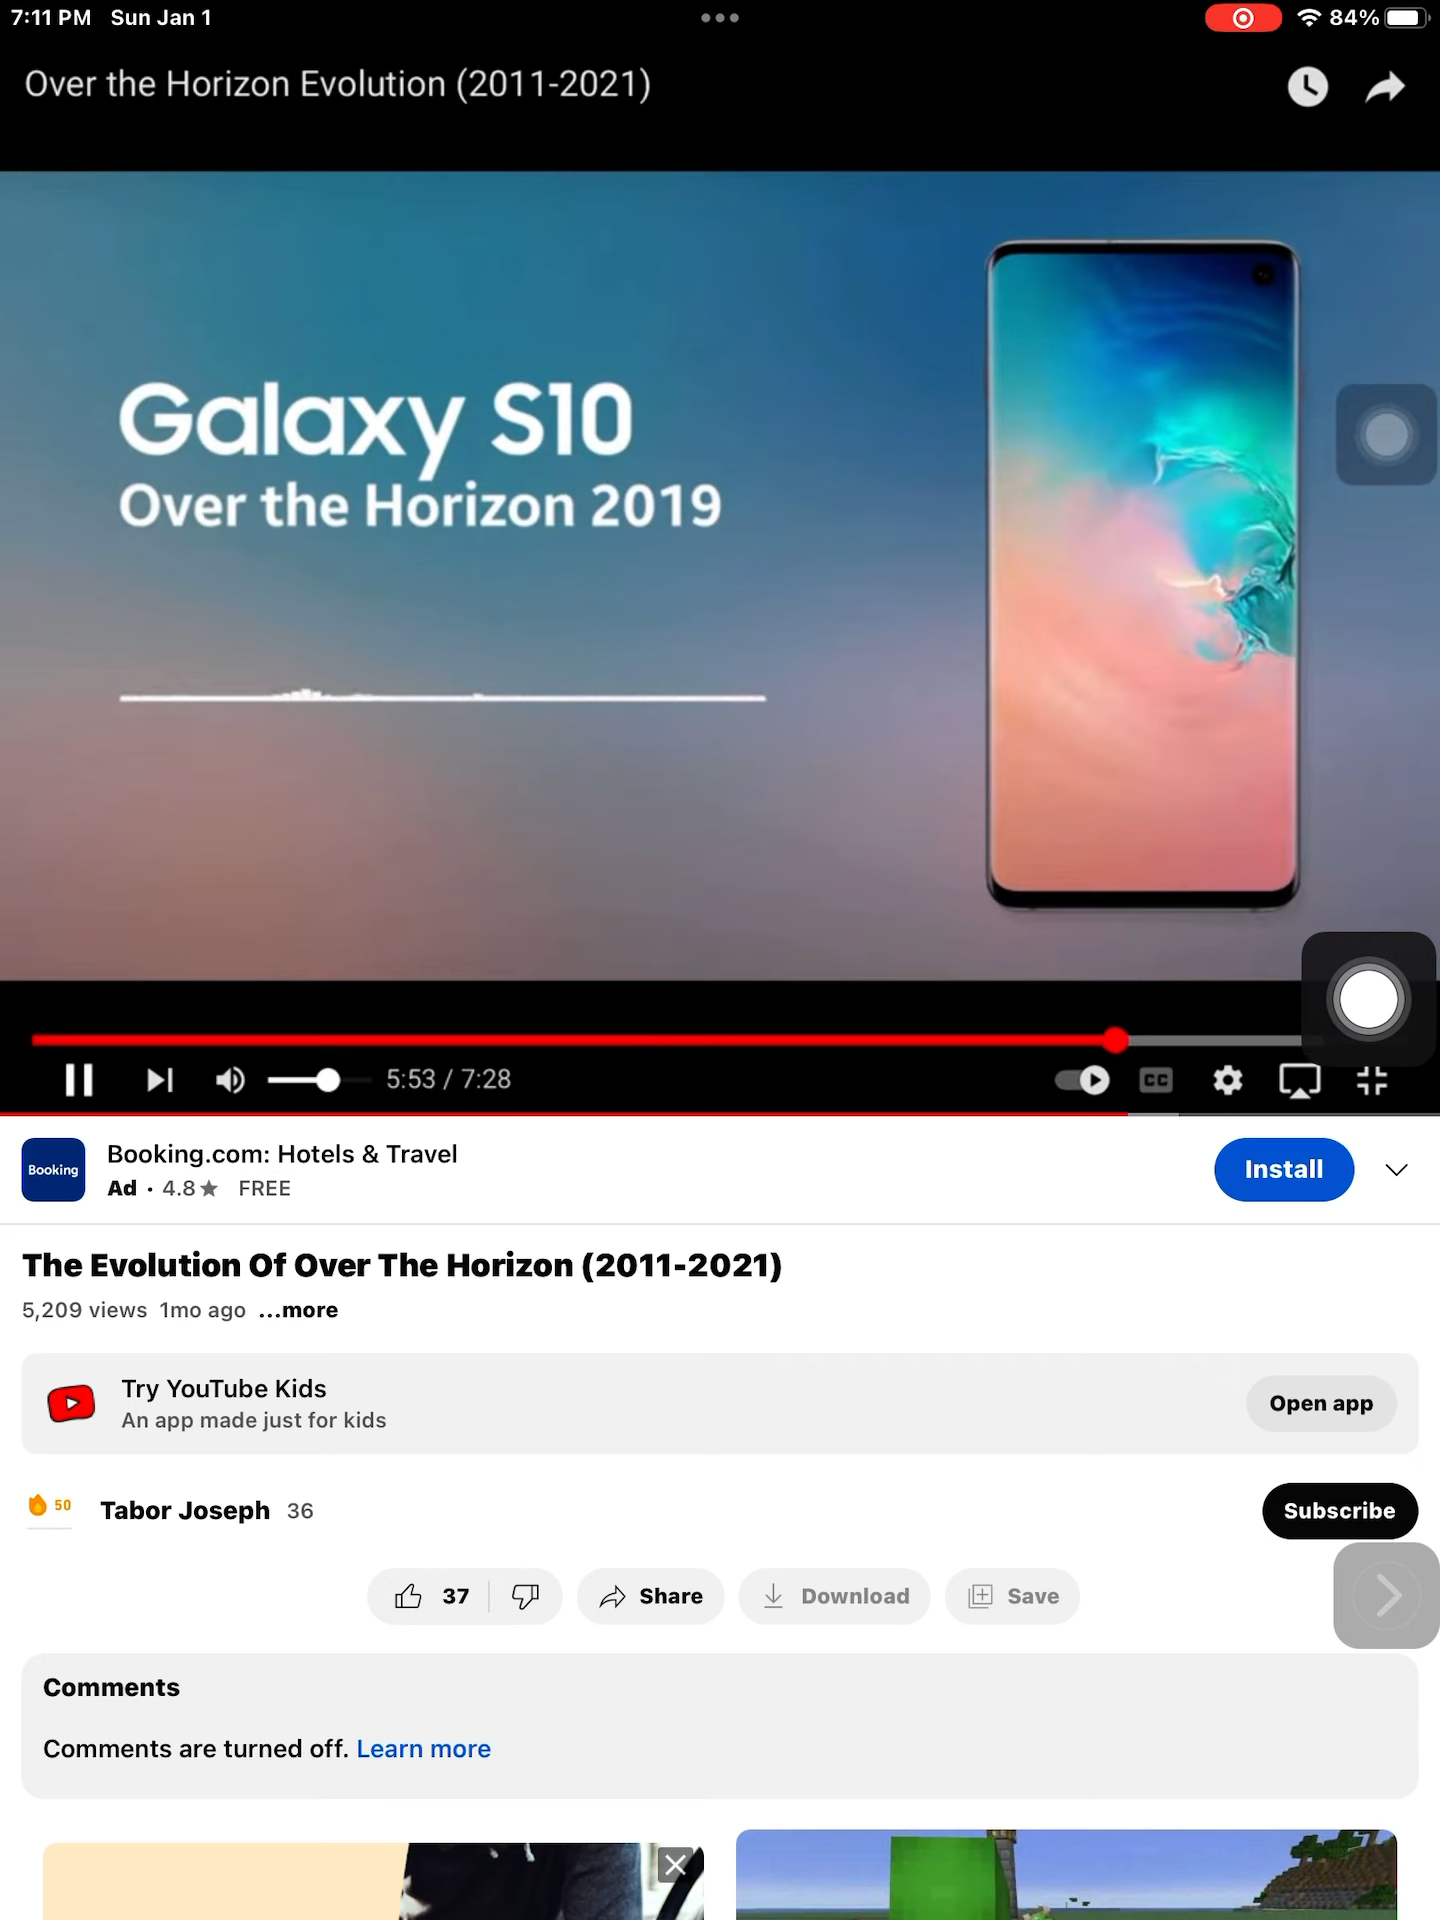 7:11 PM Sun Jan 1
84%
Over the Horizon Evolution (2011-2021)
Galaxy S10
Over the Horizon 2019
5:53 / 7:28
CC
Booking
Booking.com: Hotels & Travel
Ad · 4.8★ FREE
Install
The Evolution Of Over The Horizon (2011-2021)
5,209 views 1mo ago ...more
Try YouTube Kids
An app made just for kids
Open app
50
Tabor Joseph 36
Subscribe
37
Share
Download
Save
Comments
Comments are turned off. Learn more